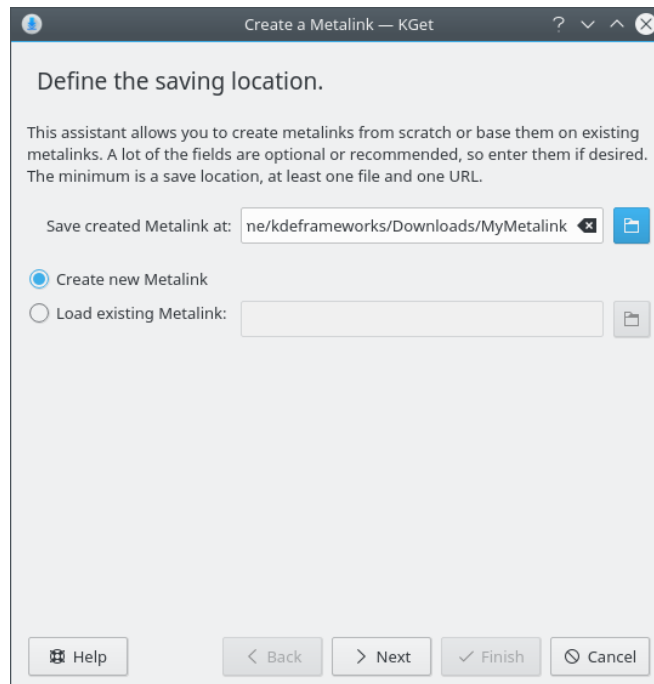 Create a Metalink — KGet
Define the saving location.
This assistant allows you to create metalinks from scratch or base them on existing
metalinks. A lot of the fields are optional or recommended, so enter them if desired.
The minimum is a save location, at least one file and one URL.
Save created Metalink at: ne/kdeframeworks/Downloads/MyMetalink
Create new Metalink
Load existing Metalink:
Help Back Next Finish Cancel